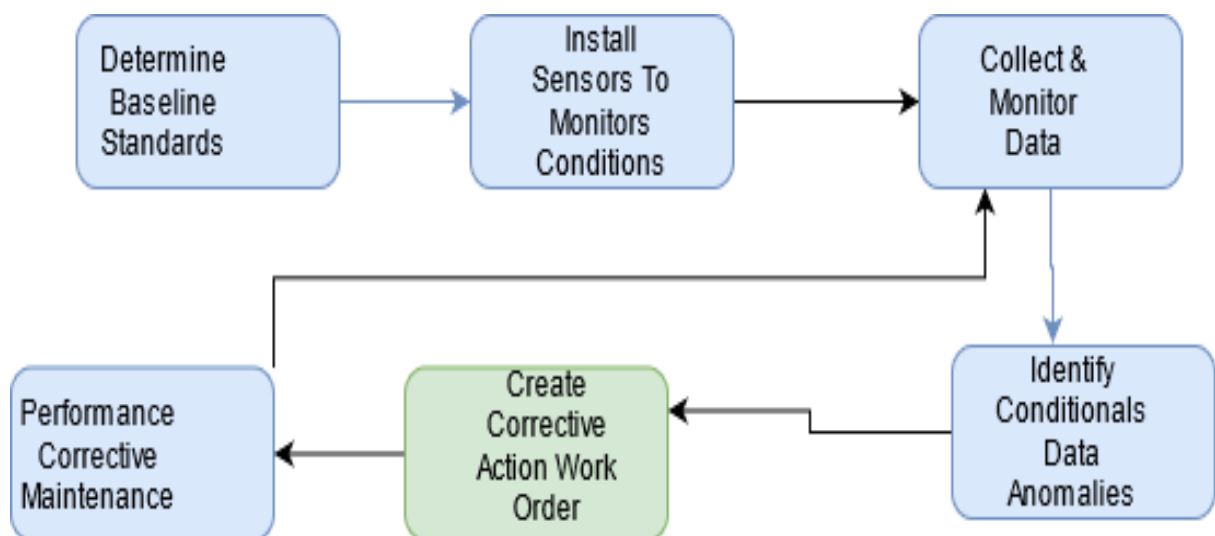 Determine
Baseline
Standards
Install
Sensors To
Monitors
Conditions
Collect &
Monitor
Data
Identify
Conditionals
Data
Anomalies
Create
Corrective
Action Work
Order
Performance
Corrective
Maintenance